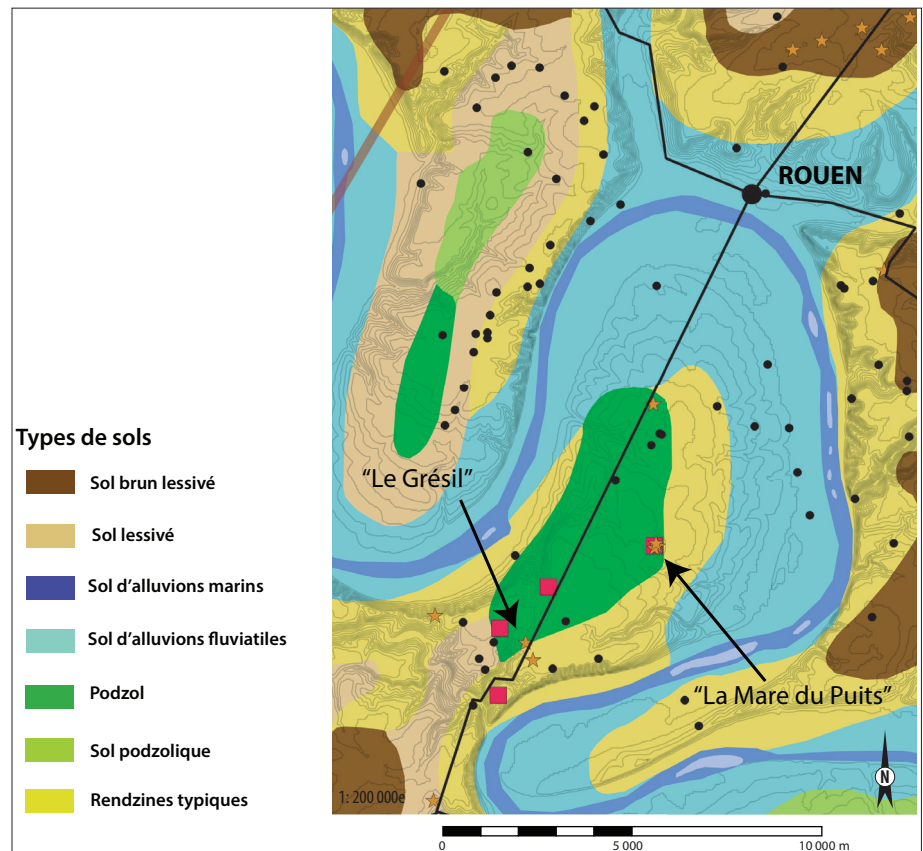 ROUEN
"Le Grésil"
"La Mare du Puits"
Types de sols
Sol brun lessivé
Sol lessivé
Sol d'alluvions marins
Sol d'alluvions fluviatiles
Podzol
Sol podzolique
Rendzines typiques
1: 200 000e
N
0 5 000 10 000 m